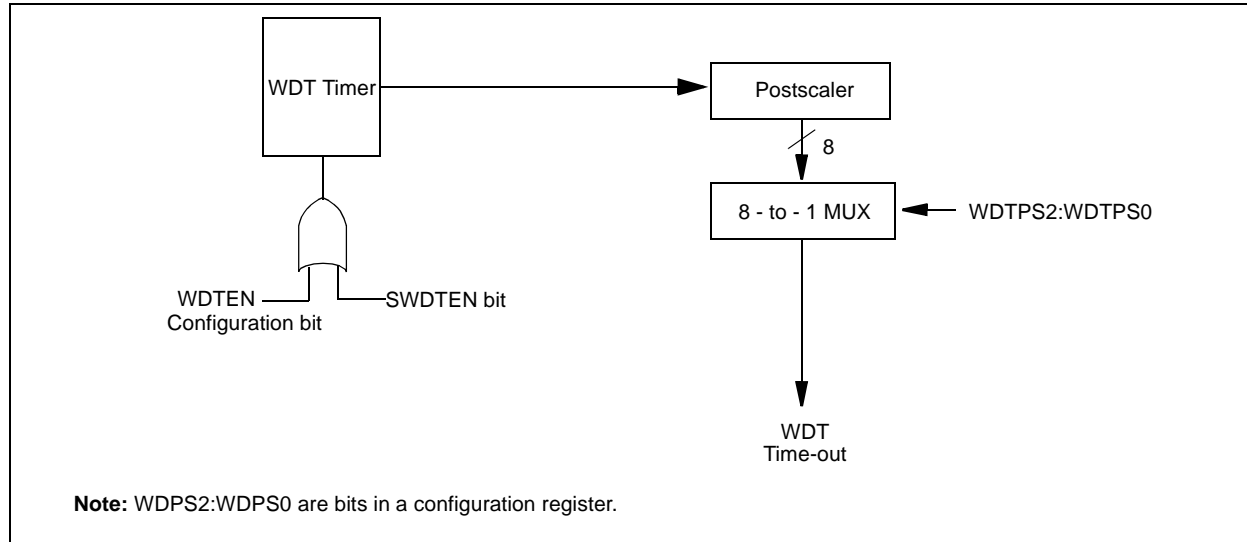 WDT Timer
Postscaler
8
8 - to - 1 MUX
WDTPS2:WDTPS0
WDTEN
Configuration bit
SWDTEN bit
WDT
Time-out
Note: WDPS2:WDPS0 are bits in a configuration register.